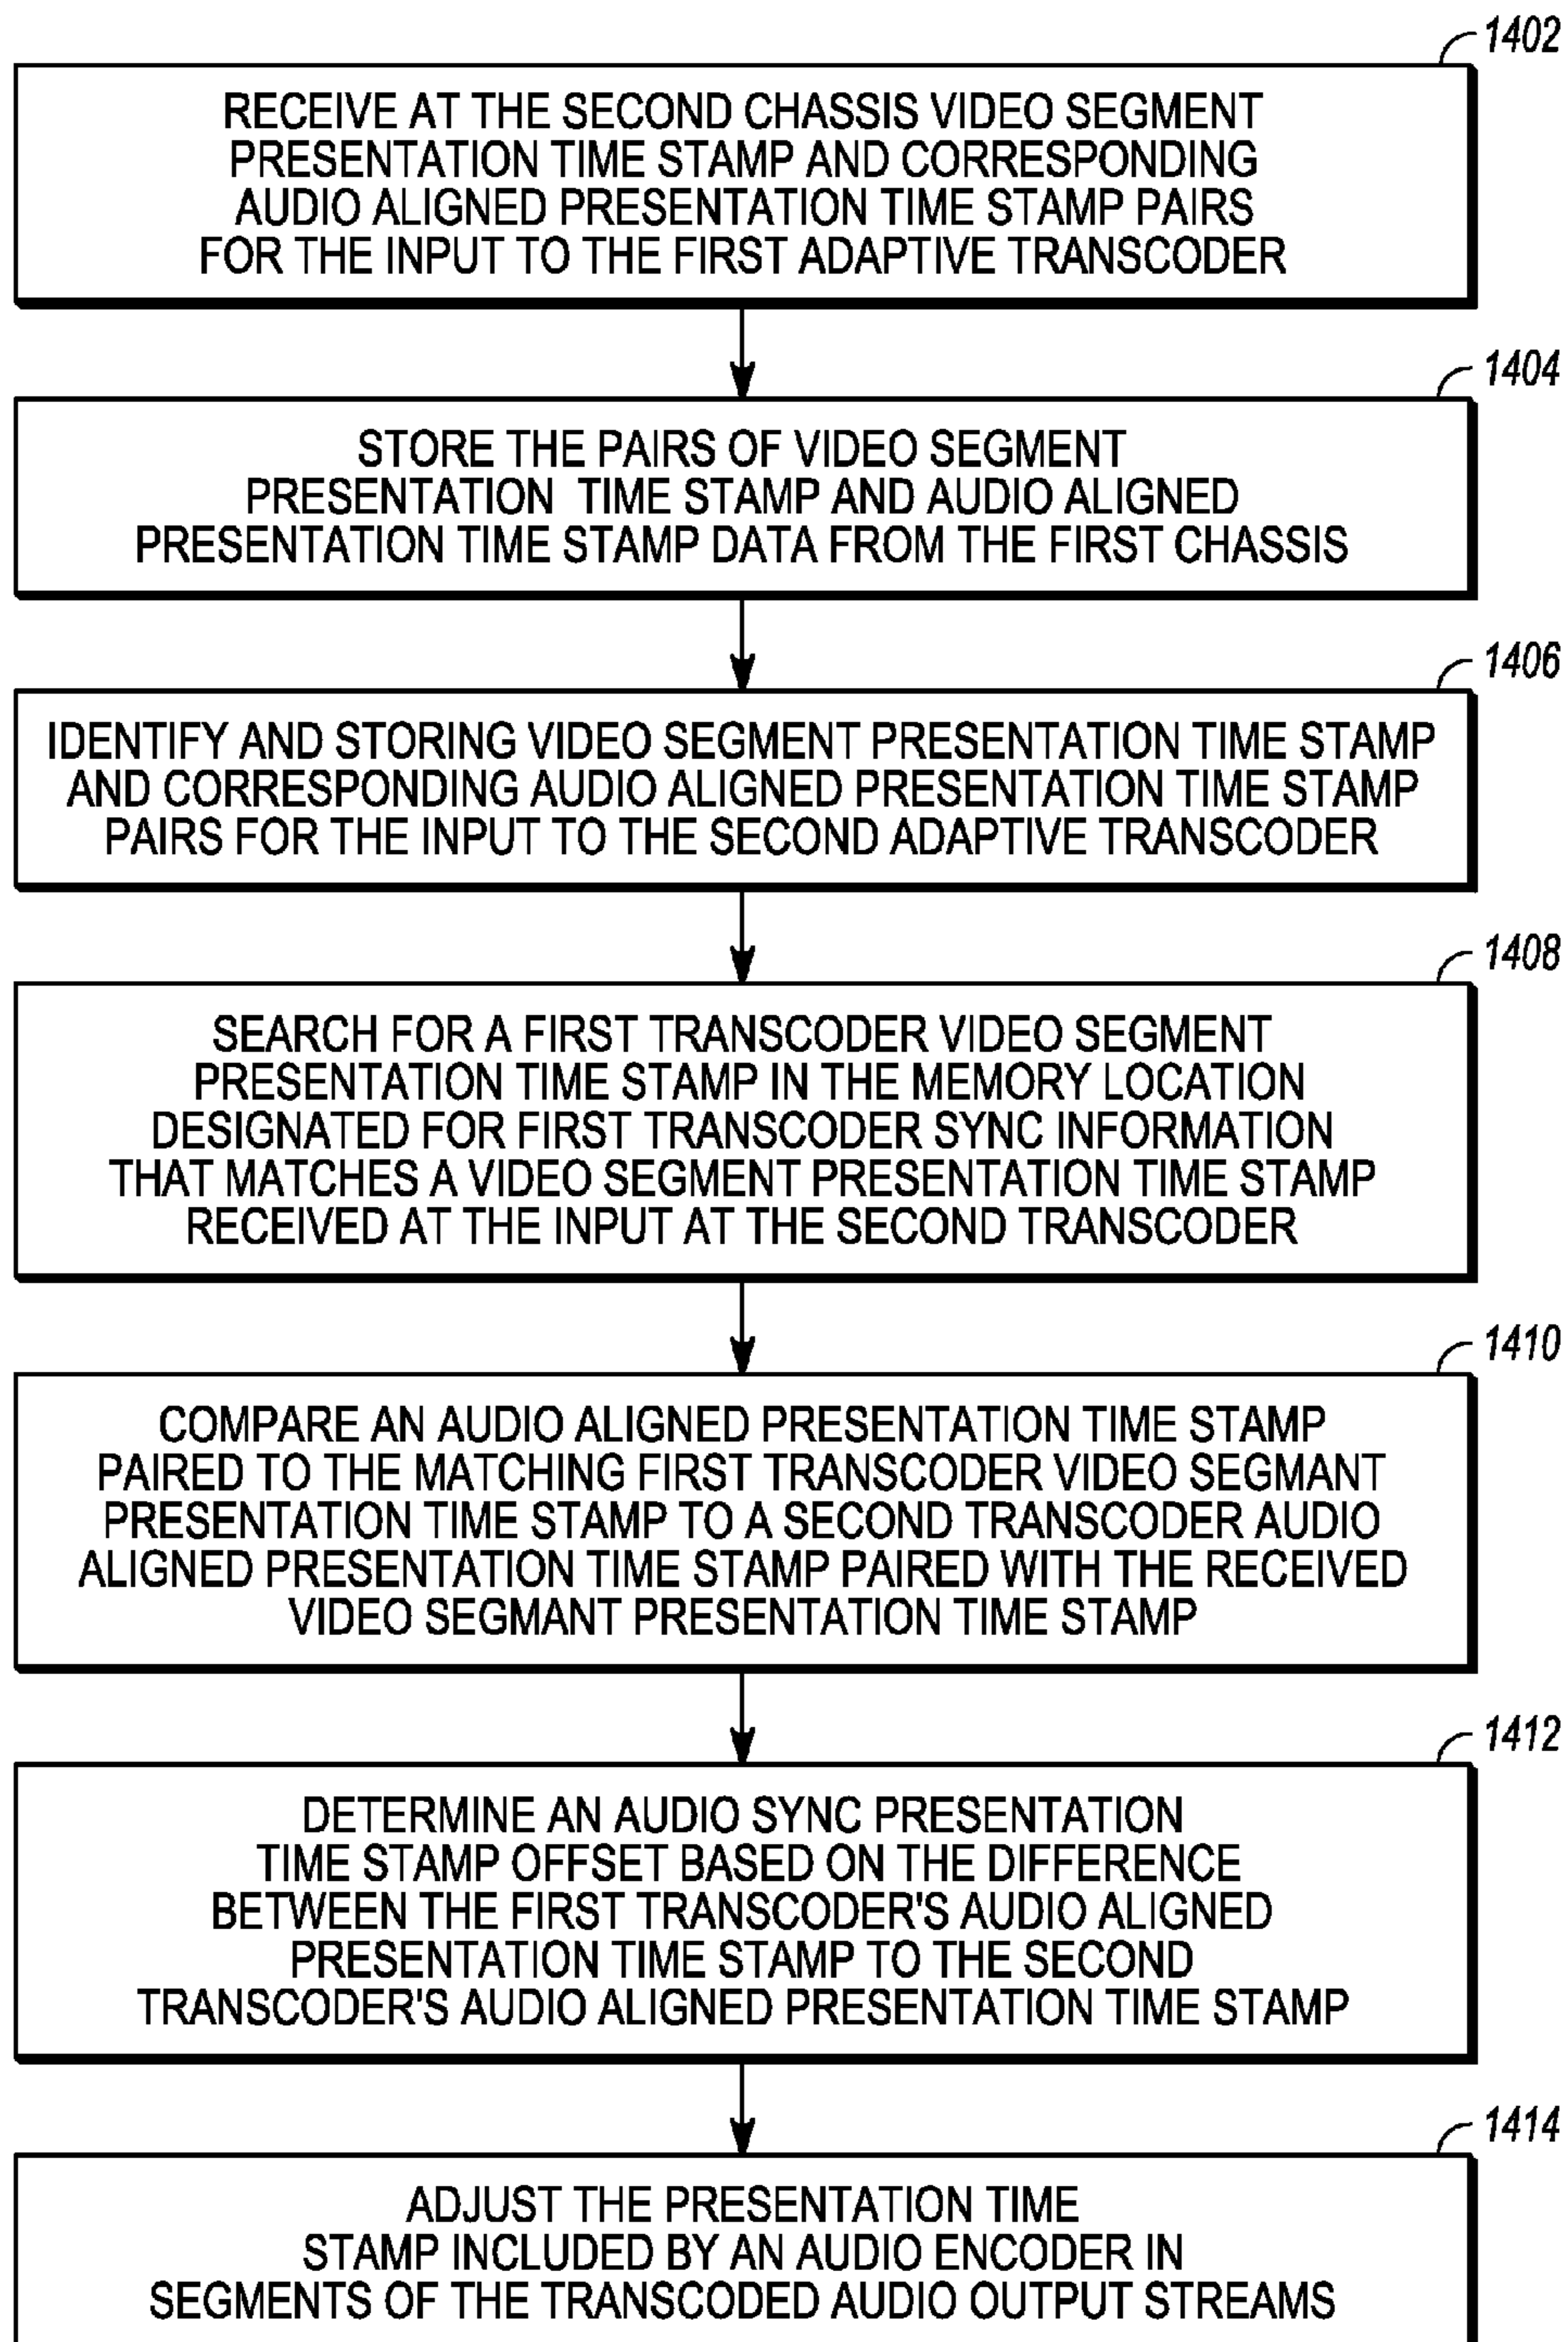 1402
RECEIVE AT THE SECOND CHASSIS VIDEO SEGMENT
PRESENTATION TIME STAMP AND CORRESPONDING
AUDIO ALIGNED PRESENTATION TIME STAMP PAIRS
FOR THE INPUT TO THE FIRST ADAPTIVE TRANSCODER
1404
STORE THE PAIRS OF VIDEO SEGMENT
PRESENTATION TIME STAMP AND AUDIO ALIGNED
PRESENTATION TIME STAMP DATA FROM THE FIRST CHASSIS
1406
IDENTIFY AND STORING VIDEO SEGMENT PRESENTATION TIME STAMP
AND CORRESPONDING AUDIO ALIGNED PRESENTATION TIME STAMP
PAIRS FOR THE INPUT TO THE SECOND ADAPTIVE TRANSCODER
1408
SEARCH FOR A FIRST TRANSCODER VIDEO SEGMENT
PRESENTATION TIME STAMP IN THE MEMORY LOCATION
DESIGNATED FOR FIRST TRANSCODER SYNC INFORMATION
THAT MATCHES A VIDEO SEGMENT PRESENTATION TIME STAMP
RECEIVED AT THE INPUT AT THE SECOND TRANSCODER
1410
COMPARE AN AUDIO ALIGNED PRESENTATION TIME STAMP
PAIRED TO THE MATCHING FIRST TRANSCODER VIDEO SEGMANT
PRESENTATION TIME STAMP TO A SECOND TRANSCODER AUDIO
ALIGNED PRESENTATION TIME STAMP PAIRED WITH THE RECEIVED
VIDEO SEGMANT PRESENTATION TIME STAMP
1412
DETERMINE AN AUDIO SYNC PRESENTATION
TIME STAMP OFFSET BASED ON THE DIFFERENCE
BETWEEN THE FIRST TRANSCODER'S AUDIO ALIGNED
PRESENTATION TIME STAMP TO THE SECOND
TRANSCODER'S AUDIO ALIGNED PRESENTATION TIME STAMP
1414
ADJUST THE PRESENTATION TIME
STAMP INCLUDED BY AN AUDIO ENCODER IN
SEGMENTS OF THE TRANSCODED AUDIO OUTPUT STREAMS